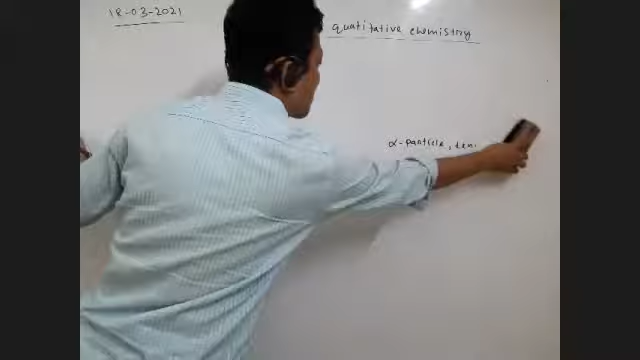 18-03-2021
quatitative chemistry
α-particle,